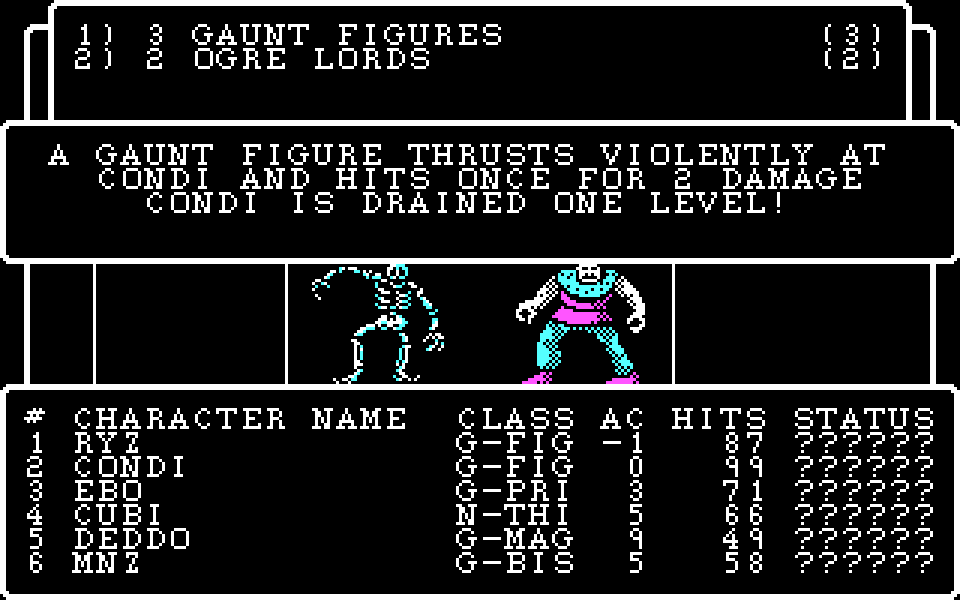 1) 3 GAUNT FIGURES (3)
2) 2 OGRE LORDS (2)
A GAUNT FIGURE THRUSTS VIOLENTLY AT
CONDI AND HITS ONCE FOR 2 DAMAGE
CONDI IS DRAINED ONE LEVEL!
# CHARACTER NAME CLASS AC HITS STATUS
1 RYZ G-FIG -1 87 ??????
2 CONDI G-FIG 0 99 ??????
3 EBO G-PRI 3 71 ??????
4 CUBI N-THI 5 66 ??????
5 DEDDO G-MAG 9 49 ??????
6 MNZ G-BIS 5 58 ??????